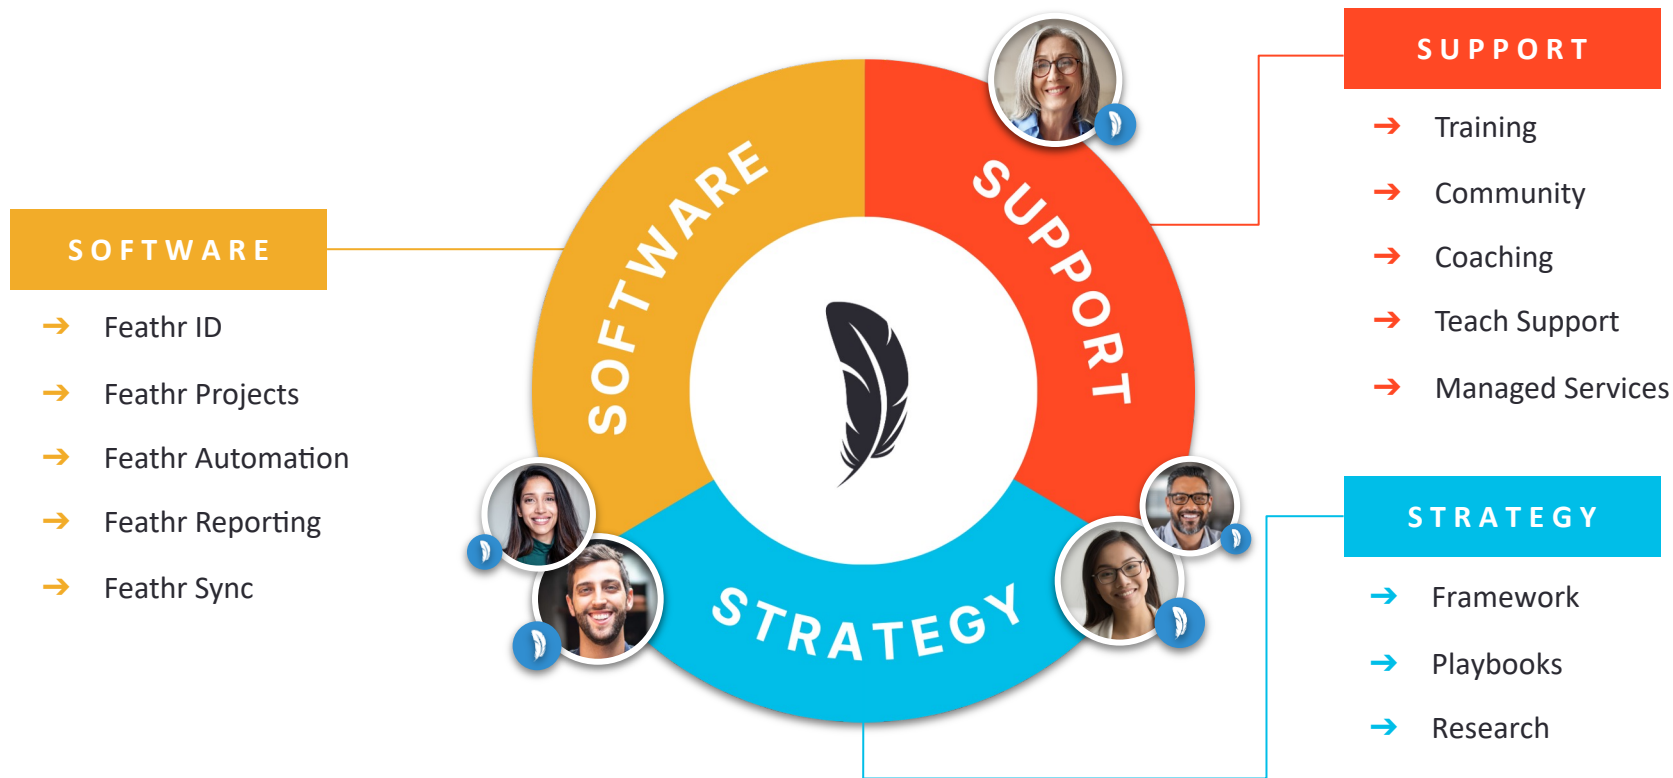 SOFTWARE
Feathr ID
Feathr Projects
Feathr Automation
Feathr Reporting
Feathr Sync
SOFTWARE
SUPPORT
STRATEGY
SUPPORT
Training
Community
Coaching
Teach Support
Managed Services
STRATEGY
Framework
Playbooks
Research